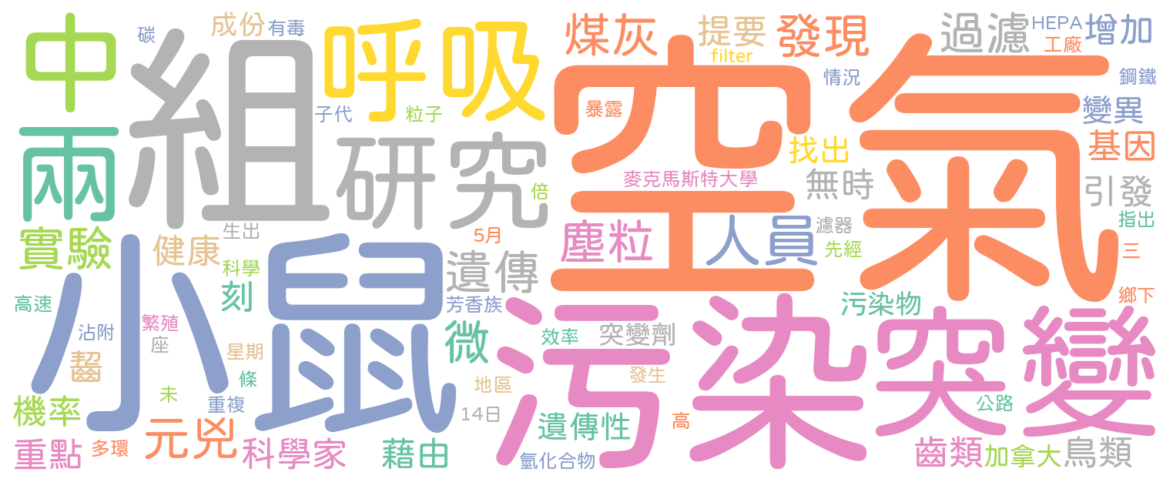 中
碳
成份
有毒
組
呼吸
子代
粒子
煤灰
提要
filter
發現
過濾
HEPA
工廠
增加
情況
鋼鐵
暴露
空氣
變異
兩
研究
找出
基因
麥克馬斯特大學
無時
引發
倍
指出
生出
5月
塵粒
人員
濾器
先經
三
實驗
健康
科學
遺傳
小鼠
刻
鄉下
高速
芳香族
污染物
沾附
繁殖
座
微
效率
突變劑
污染
突變
齧
星期
條
地區
發生
未
重複
14日
公路
機率
元兇
遺傳性
高
重點
多環
科學家
藉由
氫化合物
齒類
加拿大
鳥類